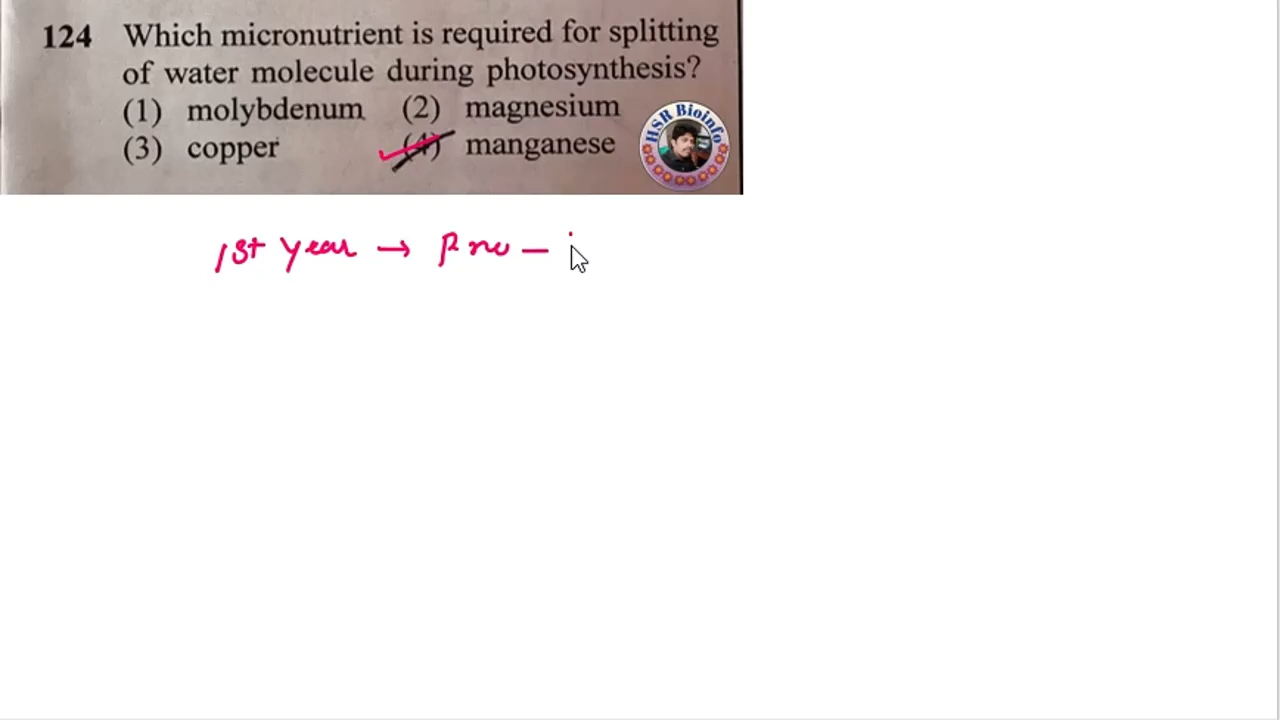 124 Which micronutrient is required for splitting
of water molecule during photosynthesis?
(1) molybdenum (2) magnesium
(3) copper (4) manganese
HSR Bioinfo
1st year → P no –